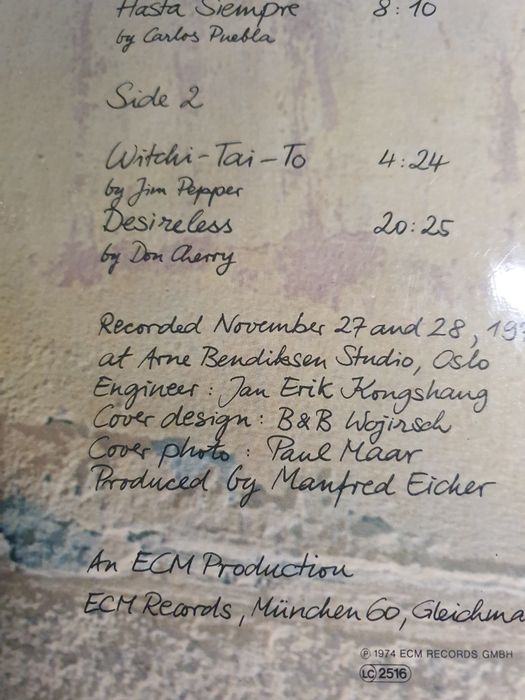 Hasta Siempre 8:10
by Carlos Puebla
Side 2
Witchi-Tai-To 4:24
by Jim Pepper
Desireless 20:25
by Don Cherry
Recorded November 27 and 28, 197
at Arne Bendiksen Studio, Oslo
Engineer: Jan Erik Kongshang
Cover design: B&B Wojirsch
Cover photo: Paul Maar
Produced by Manfred Eicher
An ECM Production
ECM Records, München 60, Gleichma
℗ 1974 ECM RECORDS GMBH
LC 2516